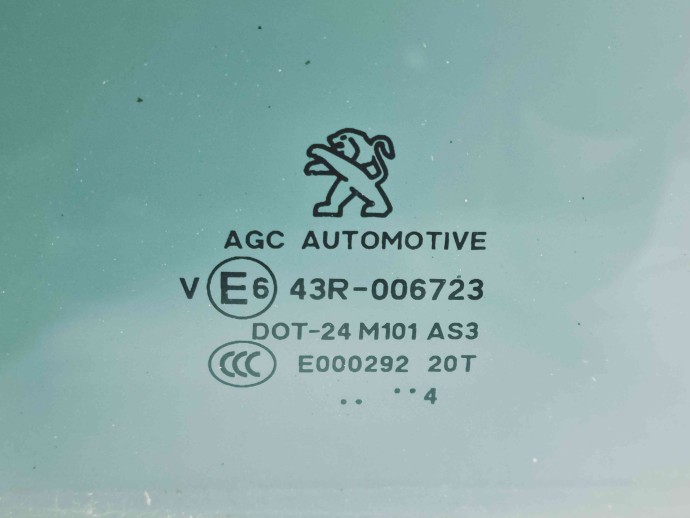 AGC AUTOMOTIVE
V E6 43R-006723
DOT-24 M101 AS3
CCC E000292 20T
.. ..4